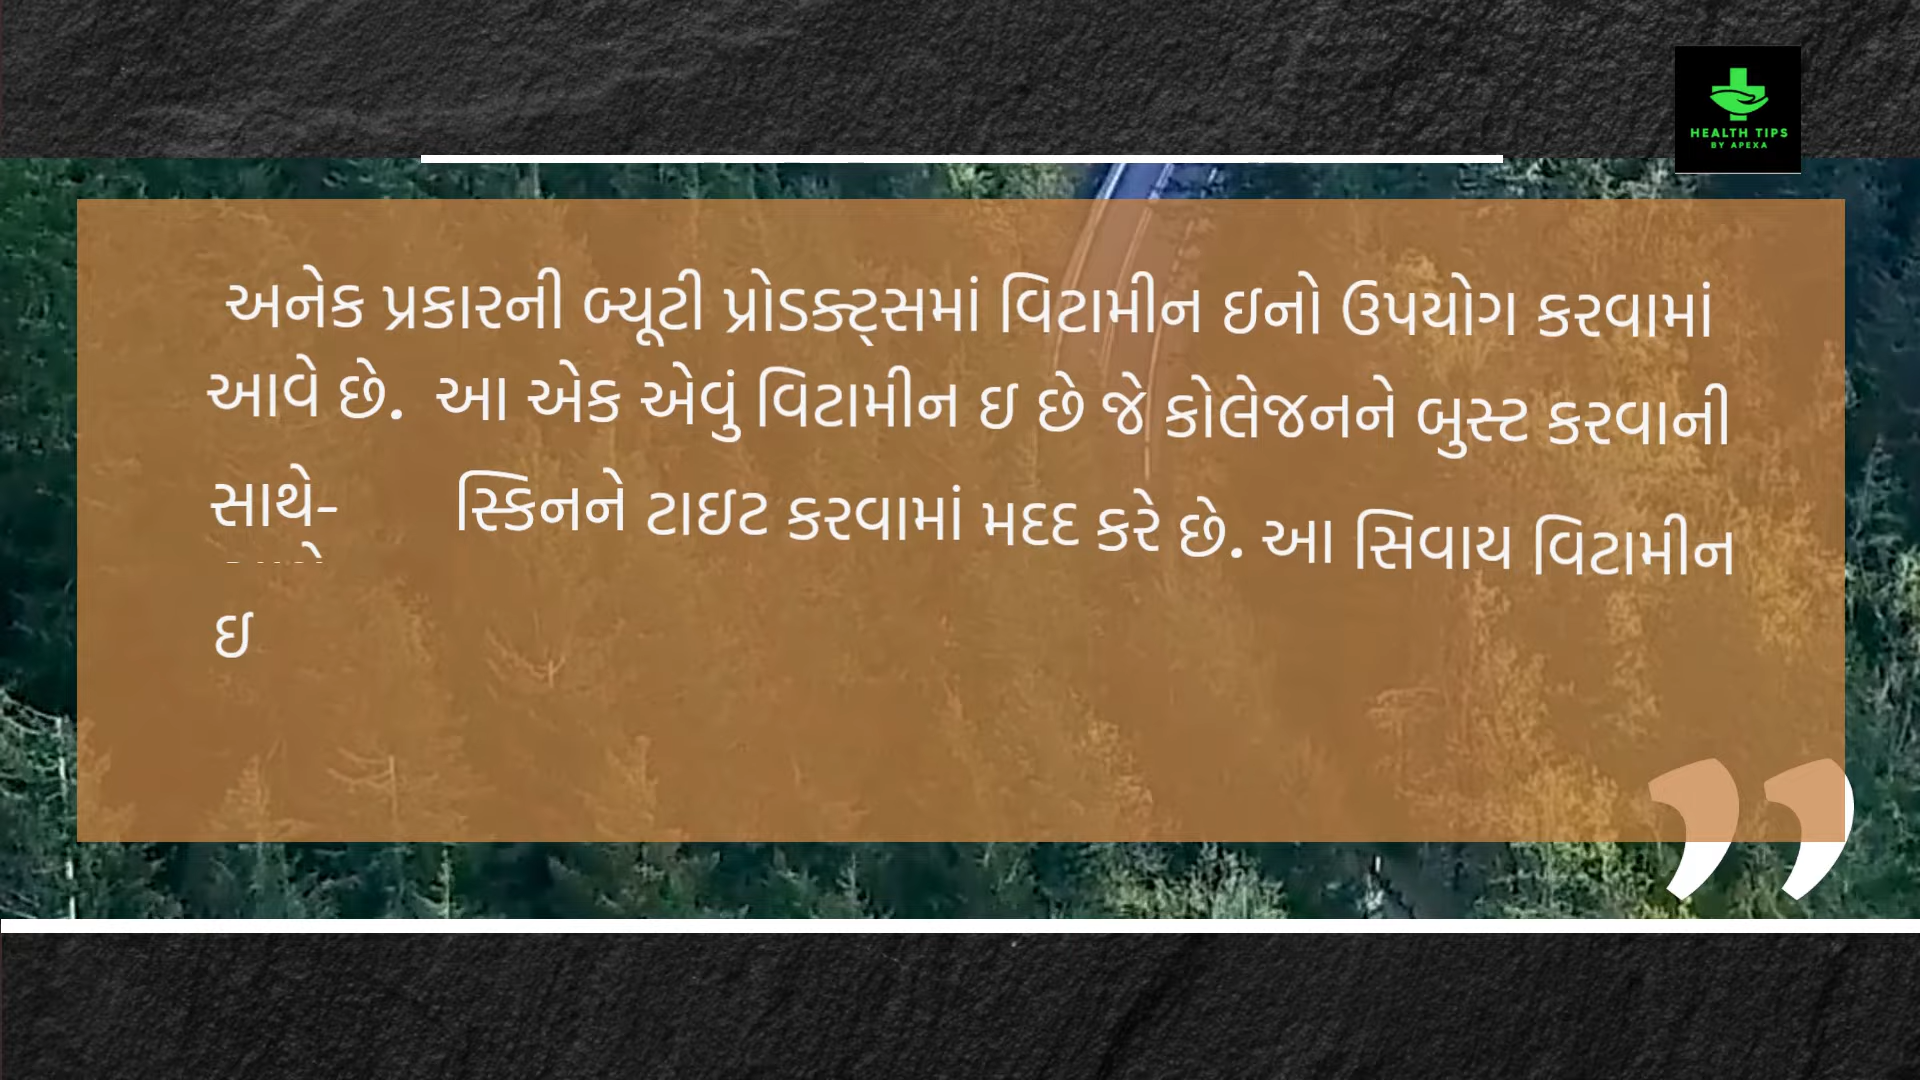 HEALTH TIPS
BY APEXA
અનેક પ્રકારની બ્યૂટી પ્રોડક્ટ્સમાં વિટામીન ઇનો ઉપયોગ કરવામાં
આવે છે. આ એક એવું વિટામીન ઇ છે જે કોલેજનને બુસ્ટ કરવાની
સાથે- સ્કિનને ટાઇટ કરવામાં મદદ કરે છે. આ સિવાય વિટામીન
ઇ